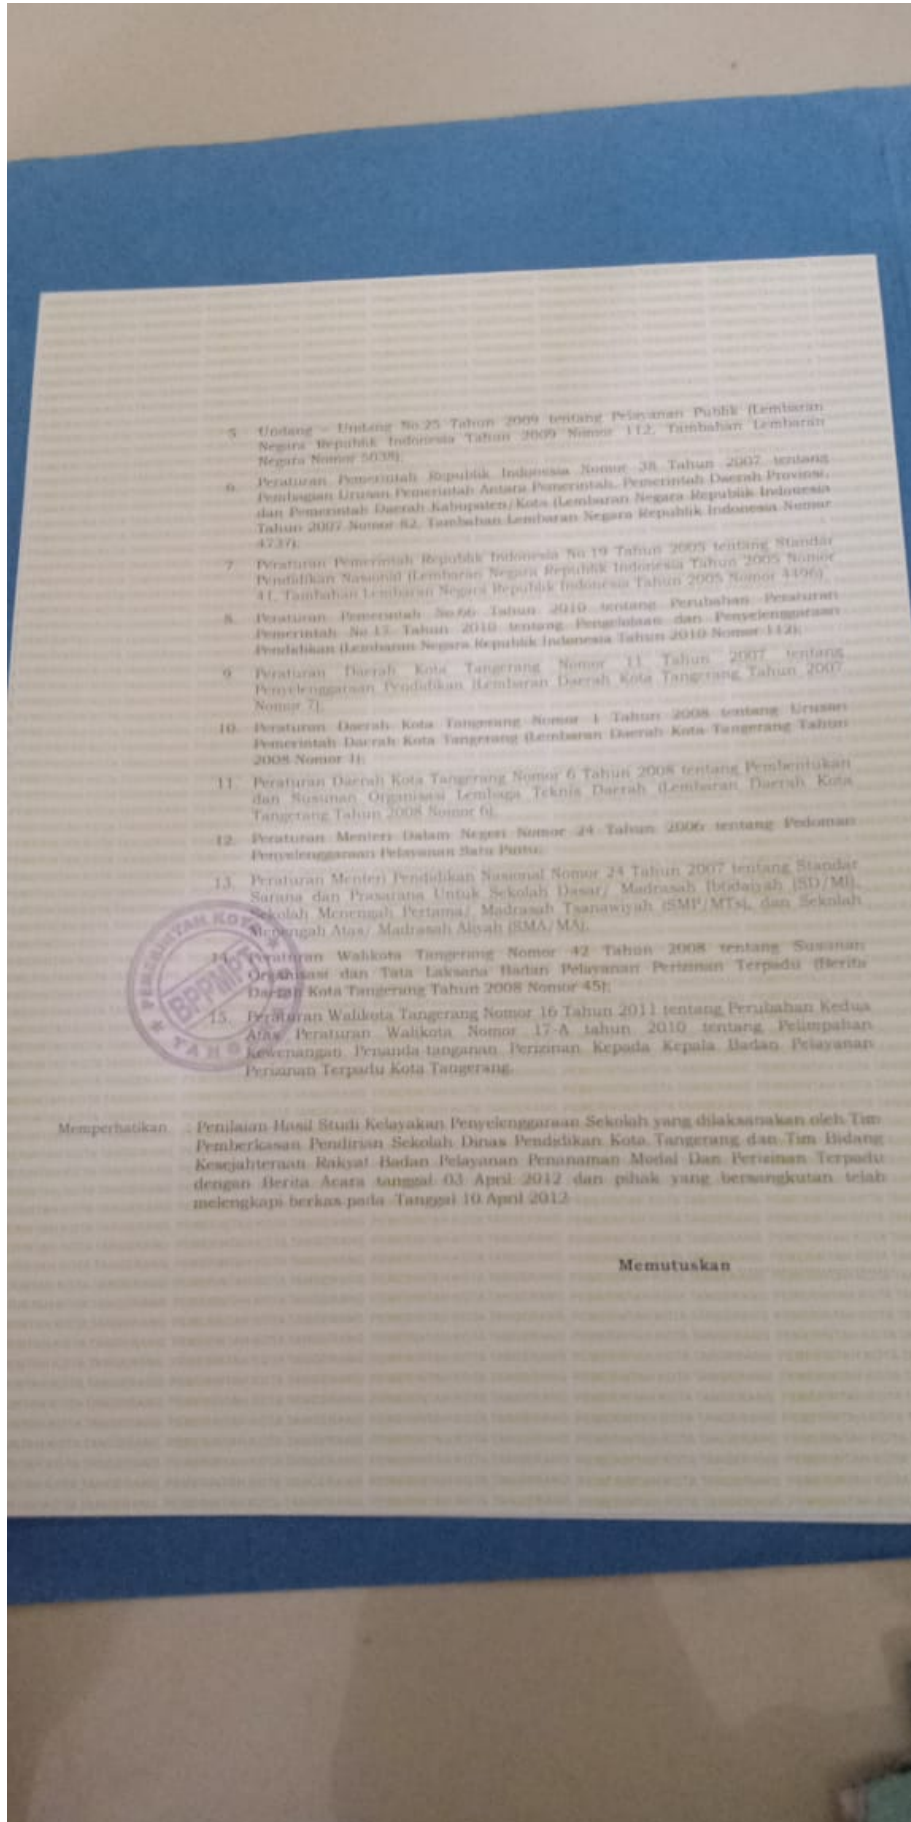 5. Undang – Undang No.25 Tahun 2009 tentang Pelayanan Publik (Lembaran
Negara Republik Indonesia Tahun 2009 Nomor 112, Tambahan Lembaran
Negara Nomor 5038);
6. Peraturan Pemerintah Republik Indonesia Nomor 38 Tahun 2007 tentang
Pembagian Urusan Pemerintah Antara Pemerintah, Pemerintah Daerah Provinsi,
dan Pemerintah Daerah Kabupaten/Kota (Lembaran Negara Republik Indonesia
Tahun 2007 Nomor 82, Tambahan Lembaran Negara Republik Indonesia Nomor
4737);
7. Peraturan Pemerintah Republik Indonesia No.19 Tahun 2005 tentang Standar
Pendidikan Nasional (Lembaran Negara Republik Indonesia Tahun 2005 Nomor
41, Tambahan Lembaran Negara Republik Indonesia Tahun 2005 Nomor 4496);
8. Peraturan Pemerintah No.66 Tahun 2010 tentang Perubahan Peraturan
Pemerintah No.17 Tahun 2010 tentang Pengelolaan dan Penyelenggaraan
Pendidikan (Lembaran Negara Republik Indonesia Tahun 2010 Nomor 112);
9. Peraturan Daerah Kota Tangerang Nomor 11 Tahun 2007 tentang
Penyelenggaraan Pendidikan (Lembaran Daerah Kota Tangerang Tahun 2007
Nomor 7);
10. Peraturan Daerah Kota Tangerang Nomor 1 Tahun 2008 tentang Urusan
Pemerintah Daerah Kota Tangerang (Lembaran Daerah Kota Tangerang Tahun
2008 Nomor 1);
11. Peraturan Daerah Kota Tangerang Nomor 6 Tahun 2008 tentang Pembentukan
dan Susunan Organisasi Lembaga Teknis Daerah (Lembaran Daerah Kota
Tangerang Tahun 2008 Nomor 6);
12. Peraturan Menteri Dalam Negeri Nomor 24 Tahun 2006 tentang Pedoman
Penyelenggaraan Pelayanan Satu Pintu;
13. Peraturan Menteri Pendidikan Nasional Nomor 24 Tahun 2007 tentang Standar
Sarana dan Prasarana Untuk Sekolah Dasar/ Madrasah Ibtidaiyah (SD/MI),
Sekolah Menengah Pertama/ Madrasah Tsanawiyah (SMP/MTs), dan Sekolah
Menengah Atas/ Madrasah Aliyah (SMA/MA);
14. Peraturan Walikota Tangerang Nomor 42 Tahun 2008 tentang Susunan
Organisasi dan Tata Laksana Badan Pelayanan Perizinan Terpadu (Berita
Daerah Kota Tangerang Tahun 2008 Nomor 45);
15. Peraturan Walikota Tangerang Nomor 16 Tahun 2011 tentang Perubahan Kedua
Atas Peraturan Walikota Nomor 17-A tahun 2010 tentang Pelimpahan
Kewenangan Penanda-tanganan Perizinan Kepada Kepala Badan Pelayanan
Perizinan Terpadu Kota Tangerang.
PEMERINTAH KOTA
BPPMPT
Memperhatikan : Penilaian Hasil Studi Kelayakan Penyelenggaraan Sekolah yang dilaksanakan oleh Tim
Pemberkasan Pendirian Sekolah Dinas Pendidikan Kota Tangerang dan Tim Bidang
Kesejahteraan Rakyat Badan Pelayanan Penanaman Modal Dan Perizinan Terpadu
dengan Berita Acara tanggal 03 April 2012 dan pihak yang bersangkutan telah
melengkapi berkas pada Tanggal 10 April 2012
Memutuskan